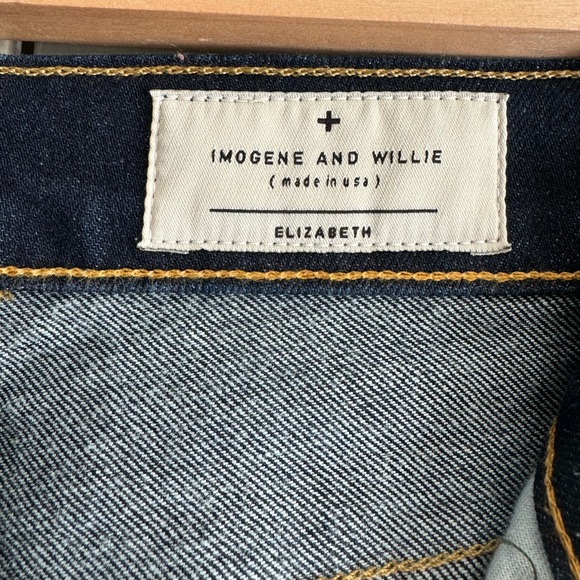 +
IMOGENE AND WILLIE
(made in usa)
ELIZABETH